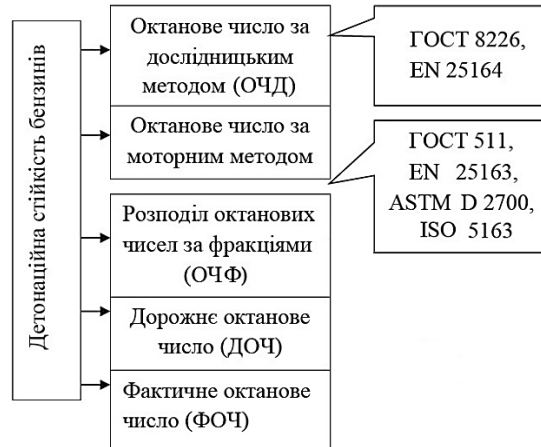 Детонаційна стійкість бензинів
Октанове число за
дослідницьким
методом (ОЧД)
Октанове число за
моторним методом
Розподіл октанових
чисел за фракціями
(ОЧФ)
Дорожнє октанове
число (ДОЧ)
Фактичне октанове
число (ФОЧ)
ГОСТ 8226,
EN 25164
ГОСТ 511,
EN 25163,
ASTM D 2700,
ISO 5163